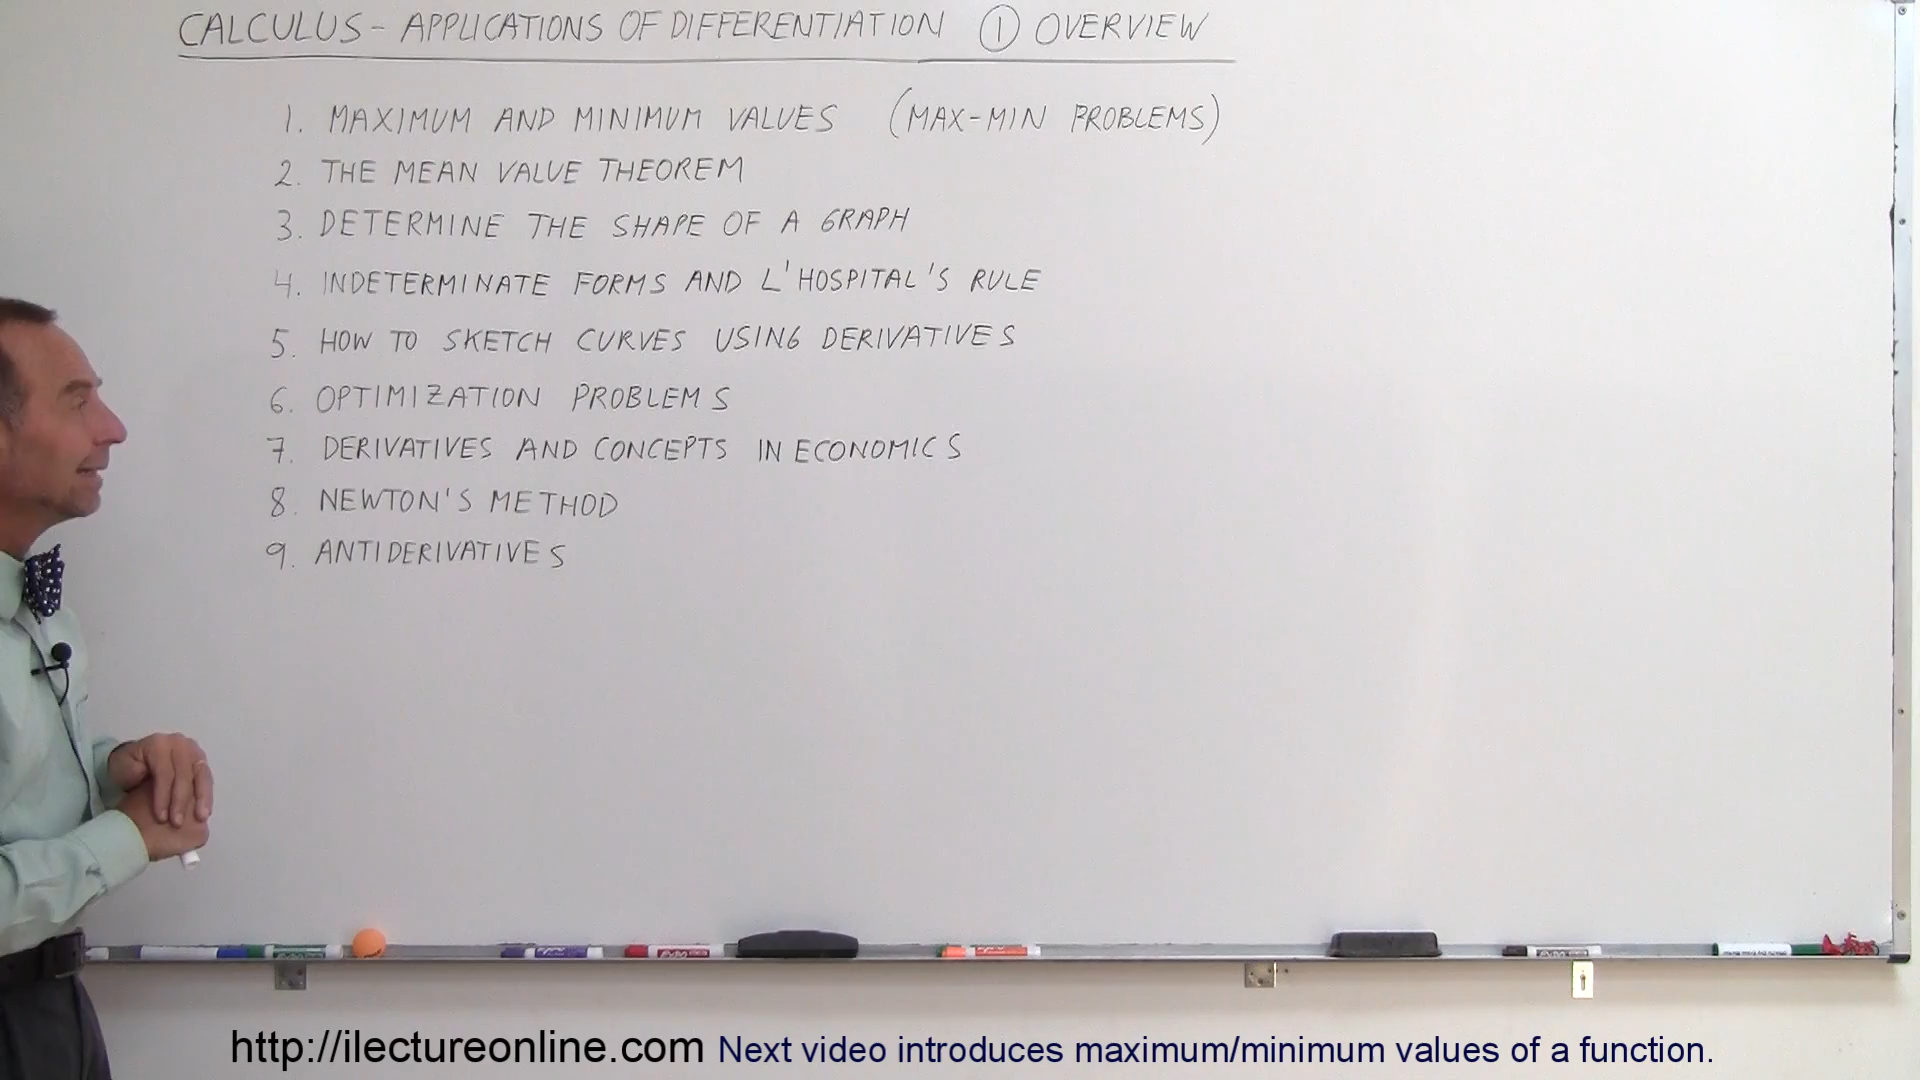 CALCULUS - APPLICATIONS OF DIFFERENTIATION ① OVERVIEW
1. MAXIMUM AND MINIMUM VALUES (MAX-MIN PROBLEMS)
2. THE MEAN VALUE THEOREM
3. DETERMINE THE SHAPE OF A GRAPH
4. INDETERMINATE FORMS AND L'HOSPITAL'S RULE
5. HOW TO SKETCH CURVES USING DERIVATIVES
6. OPTIMIZATION PROBLEMS
7. DERIVATIVES AND CONCEPTS IN ECONOMICS
8. NEWTON'S METHOD
9. ANTIDERIVATIVES
http://ilectureonline.com Next video introduces maximum/minimum values of a function.